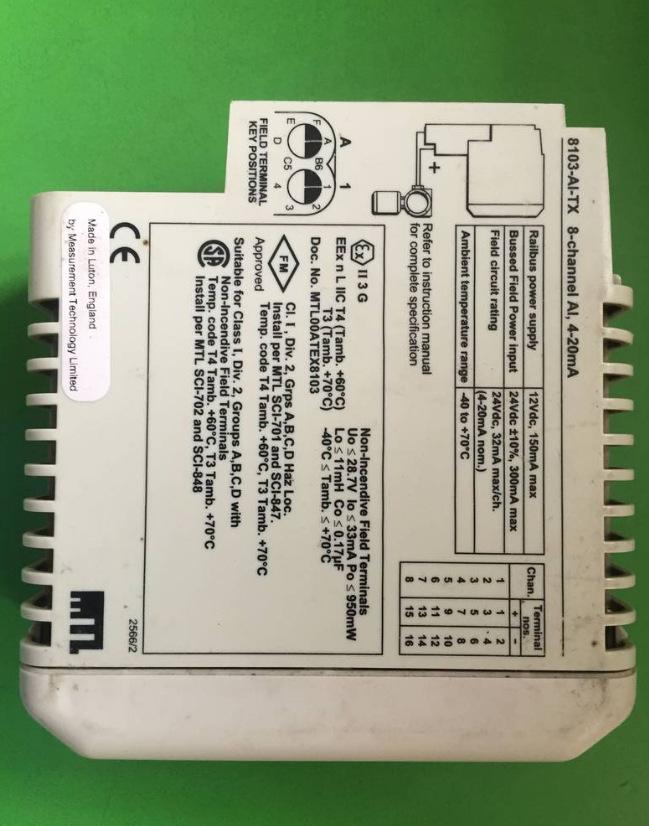 8103-AI-TX 8-channel AI, 4-20mA
Railbus power supply 12Vdc, 150mA max
Bussed Field Power Input 24Vdc ±10%, 300mA max
Field circuit rating 24Vdc, 32mA max/ch.
(4-20mA nom.)
Ambient temperature range -40 to +70°C
Chan. Terminal nos.
+ -
1 1 2
2 3 4
3 5 6
4 7 8
5 9 10
6 11 12
7 13 14
8 15 16
+
Refer to instruction manual
for complete specification
A 1
F A B6 1 2
E D C5 4 3
FIELD TERMINAL
KEY POSITIONS
Ex II 3 G
EEx n L IIC T4 (Tamb. +60°C)
T3 (Tamb. +70°C)
Doc. No. MTL00ATEX8103
Non-Incendive Field Terminals
Uo ≤ 28.7V Io ≤ 33mA Po ≤ 950mW
Lo ≤ 11mH Co ≤ 0.17µF
-40°C ≤ Tamb. ≤ +70°C
FM
Approved
Cl. I, Div. 2, Grps A,B,C,D Haz Loc.
Install per MTL SCI-701 and SCI-847.
Temp. code T4 Tamb. +60°C, T3 Tamb. +70°C
Suitable for Class I, Div. 2, Groups A,B,C,D with
Non-Incendive Field Terminals
Temp. code T4 Tamb. +60°C, T3 Tamb. +70°C
Install per MTL SCI-702 and SCI-848
CE
2566/2
Made in Luton, England
by Measurement Technology Limited
MTL